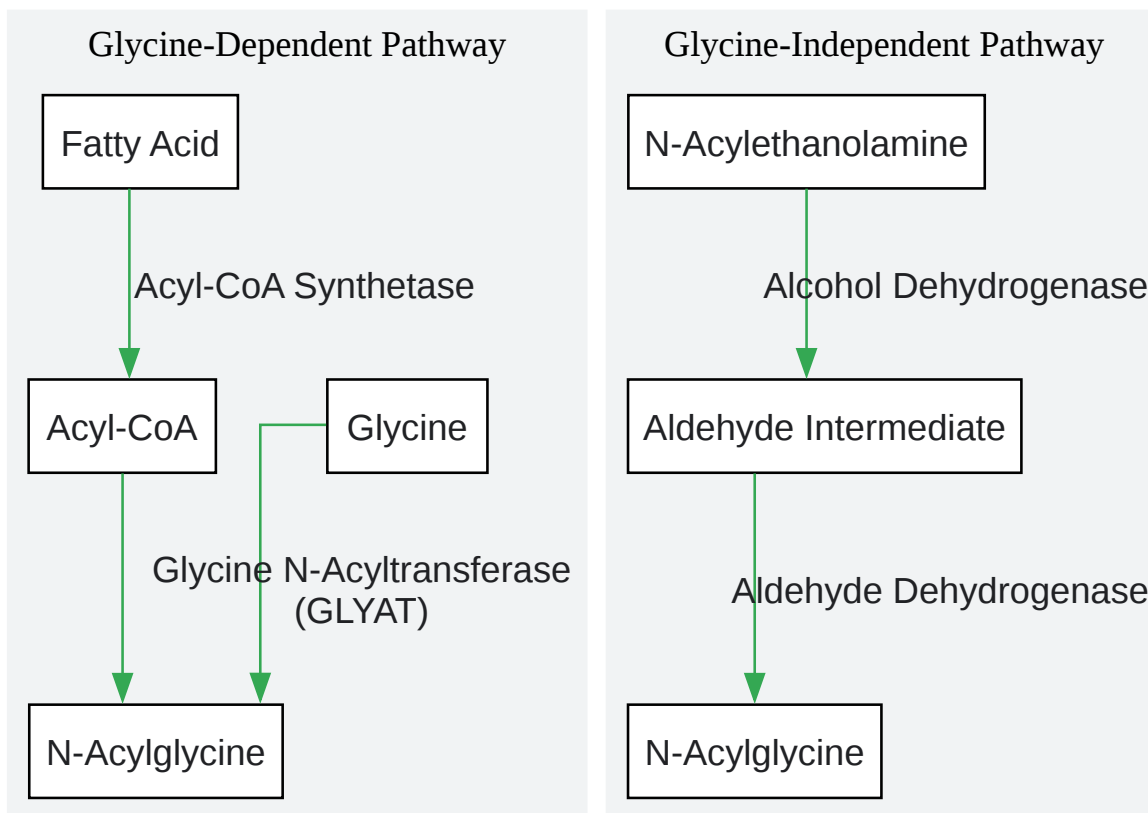 Glycine-Dependent Pathway
Fatty Acid
Acyl-CoA Synthetase
Acyl-CoA
Glycine
Glycine N-Acyltransferase
(GLYAT)
N-Acylglycine
Glycine-Independent Pathway
N-Acylethanolamine
Alcohol Dehydrogenase
Aldehyde Intermediate
Aldehyde Dehydrogenase
N-Acylglycine